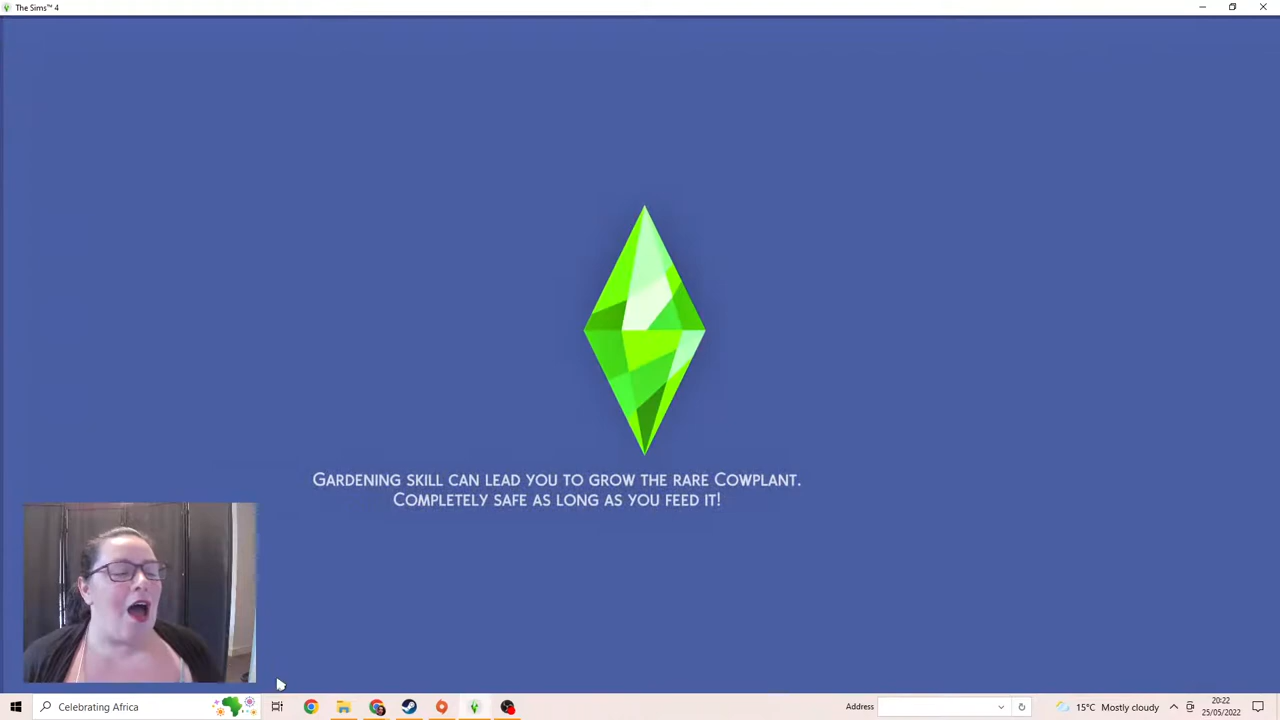 The Sims™ 4
GARDENING SKILL CAN LEAD YOU TO GROW THE RARE COWPLANT.
COMPLETELY SAFE AS LONG AS YOU FEED IT!
Celebrating Africa
Address
15°C Mostly cloudy
20:22
25/05/2022